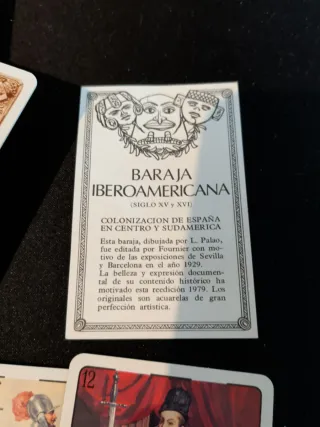 BARAJA
IBEROAMERICANA
(SIGLO XV y XVI)
COLONIZACION DE ESPAÑA
EN CENTRO Y SUDAMERICA
Esta baraja, dibujada por L. Palao,
fue editada por Fournier con mo-
tivo de las exposiciones de Sevilla
y Barcelona en el año 1929.
La belleza y expresión documen-
tal de su contenido histórico ha
motivado esta reedición 1979. Los
originales son acuarelas de gran
perfección artística.
12